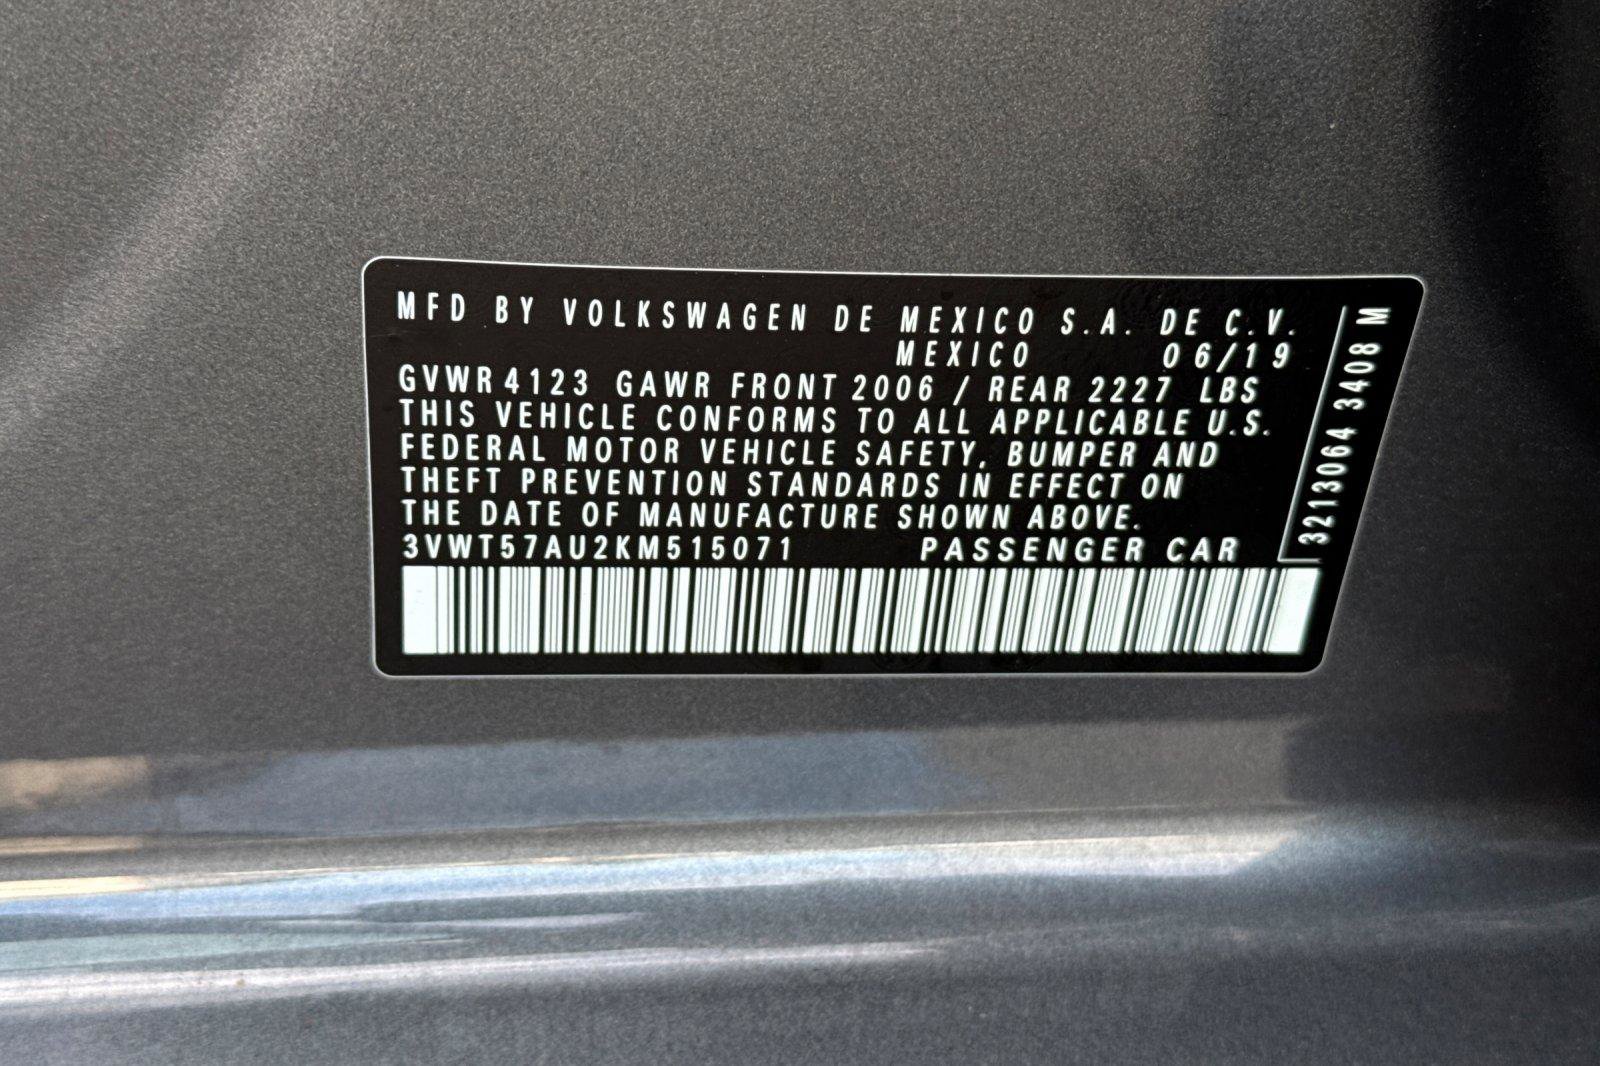 MFD BY VOLKSWAGEN DE MEXICO S.A. DE C.V.
MEXICO 06/19
GVWR 4123 GAWR FRONT 2006 / REAR 2227 LBS
THIS VEHICLE CONFORMS TO ALL APPLICABLE U.S.
FEDERAL MOTOR VEHICLE SAFETY, BUMPER AND
THEFT PREVENTION STANDARDS IN EFFECT ON
THE DATE OF MANUFACTURE SHOWN ABOVE.
3VWT57AU2KM515071 PASSENGER CAR
3213064 3408 M